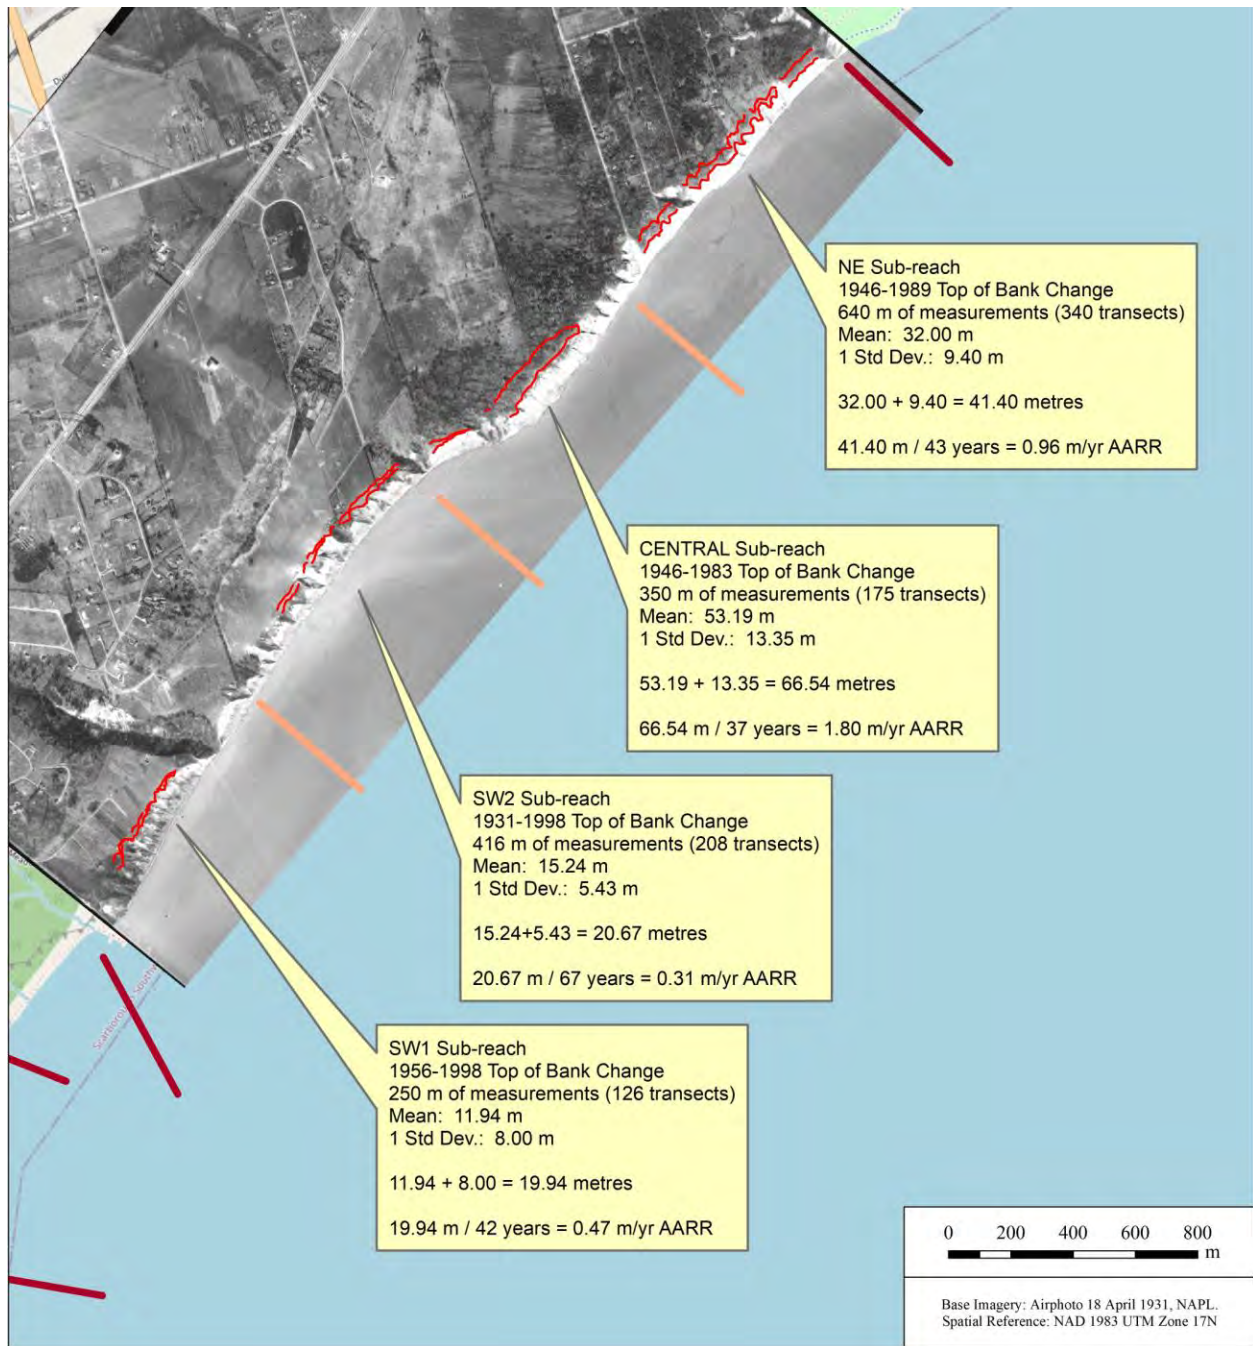 NE Sub-reach
1946-1989 Top of Bank Change
640 m of measurements (340 transects)
Mean: 32.00 m
1 Std Dev.: 9.40 m
32.00 + 9.40 = 41.40 metres
41.40 m / 43 years = 0.96 m/yr AARR
CENTRAL Sub-reach
1946-1983 Top of Bank Change
350 m of measurements (175 transects)
Mean: 53.19 m
1 Std Dev.: 13.35 m
53.19 + 13.35 = 66.54 metres
66.54 m / 37 years = 1.80 m/yr AARR
SW2 Sub-reach
1931-1998 Top of Bank Change
416 m of measurements (208 transects)
Mean: 15.24 m
1 Std Dev.: 5.43 m
15.24+5.43 = 20.67 metres
20.67 m / 67 years = 0.31 m/yr AARR
SW1 Sub-reach
1956-1998 Top of Bank Change
250 m of measurements (126 transects)
Mean: 11.94 m
1 Std Dev.: 8.00 m
11.94 + 8.00 = 19.94 metres
19.94 m / 42 years = 0.47 m/yr AARR
Scarborough
0 200 400 600 800
m
Base Imagery: Airphoto 18 April 1931, NAPL.
Spatial Reference: NAD 1983 UTM Zone 17N